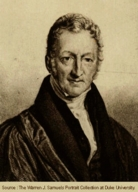 Source : The Warren J. Samuels Portrait Collection at Duke University